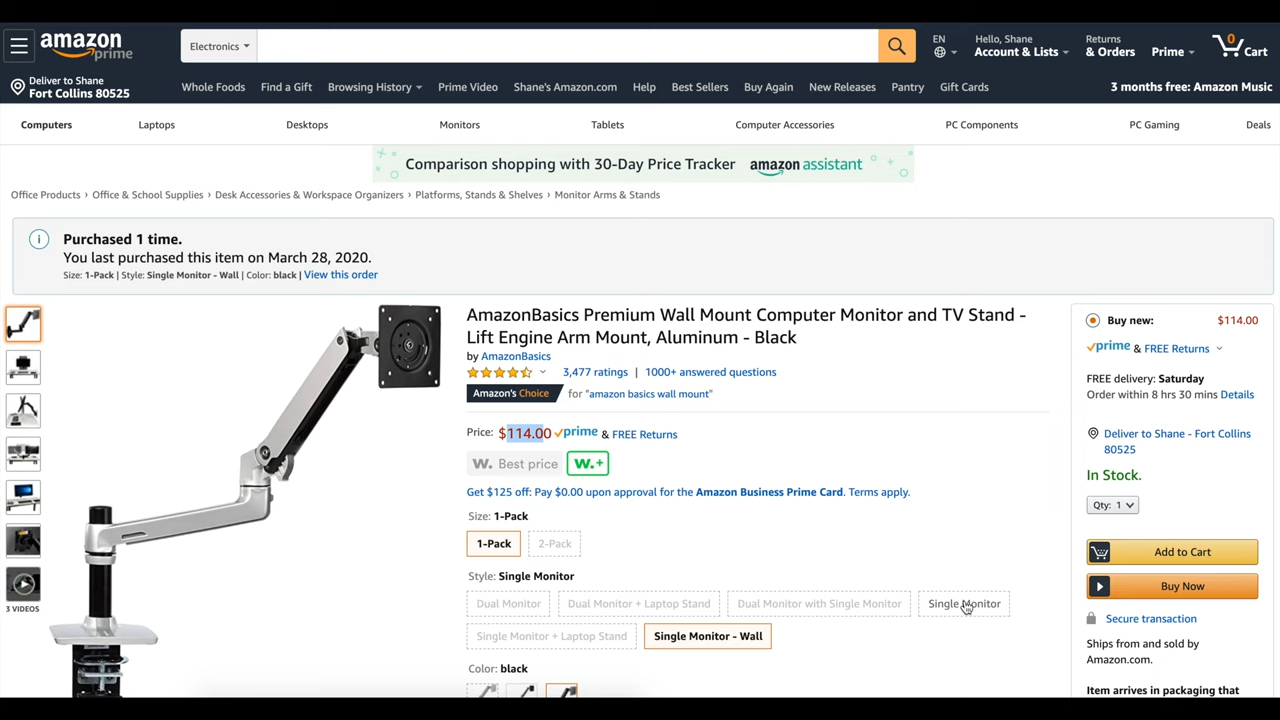 amazon prime
Electronics
EN
Hello, Shane
Account & Lists
Returns
& Orders
Prime
0
Cart
Deliver to Shane
Fort Collins 80525
Whole Foods
Find a Gift
Browsing History
Prime Video
Shane's Amazon.com
Help
Best Sellers
Buy Again
New Releases
Pantry
Gift Cards
3 months free: Amazon Music
Computers
Laptops
Desktops
Monitors
Tablets
Computer Accessories
PC Components
PC Gaming
Deals
Comparison shopping with 30-Day Price Tracker amazon assistant
Office Products › Office & School Supplies › Desk Accessories & Workspace Organizers › Platforms, Stands & Shelves › Monitor Arms & Stands
Purchased 1 time.
You last purchased this item on March 28, 2020.
Size: 1-Pack | Style: Single Monitor - Wall | Color: black | View this order
3 VIDEOS
AmazonBasics Premium Wall Mount Computer Monitor and TV Stand -
Lift Engine Arm Mount, Aluminum - Black
by AmazonBasics
3,477 ratings | 1000+ answered questions
Amazon's Choice for "amazon basics wall mount"
Price: $114.00 prime & FREE Returns
W. Best price W.+
Get $125 off: Pay $0.00 upon approval for the Amazon Business Prime Card. Terms apply.
Size: 1-Pack
1-Pack
2-Pack
Style: Single Monitor
Dual Monitor
Dual Monitor + Laptop Stand
Dual Monitor with Single Monitor
Single Monitor
Single Monitor + Laptop Stand
Single Monitor - Wall
Color: black
Buy new: $114.00
prime & FREE Returns
FREE delivery: Saturday
Order within 8 hrs 30 mins Details
Deliver to Shane - Fort Collins
80525
In Stock.
Qty: 1
Add to Cart
Buy Now
Secure transaction
Ships from and sold by
Amazon.com.
Item arrives in packaging that